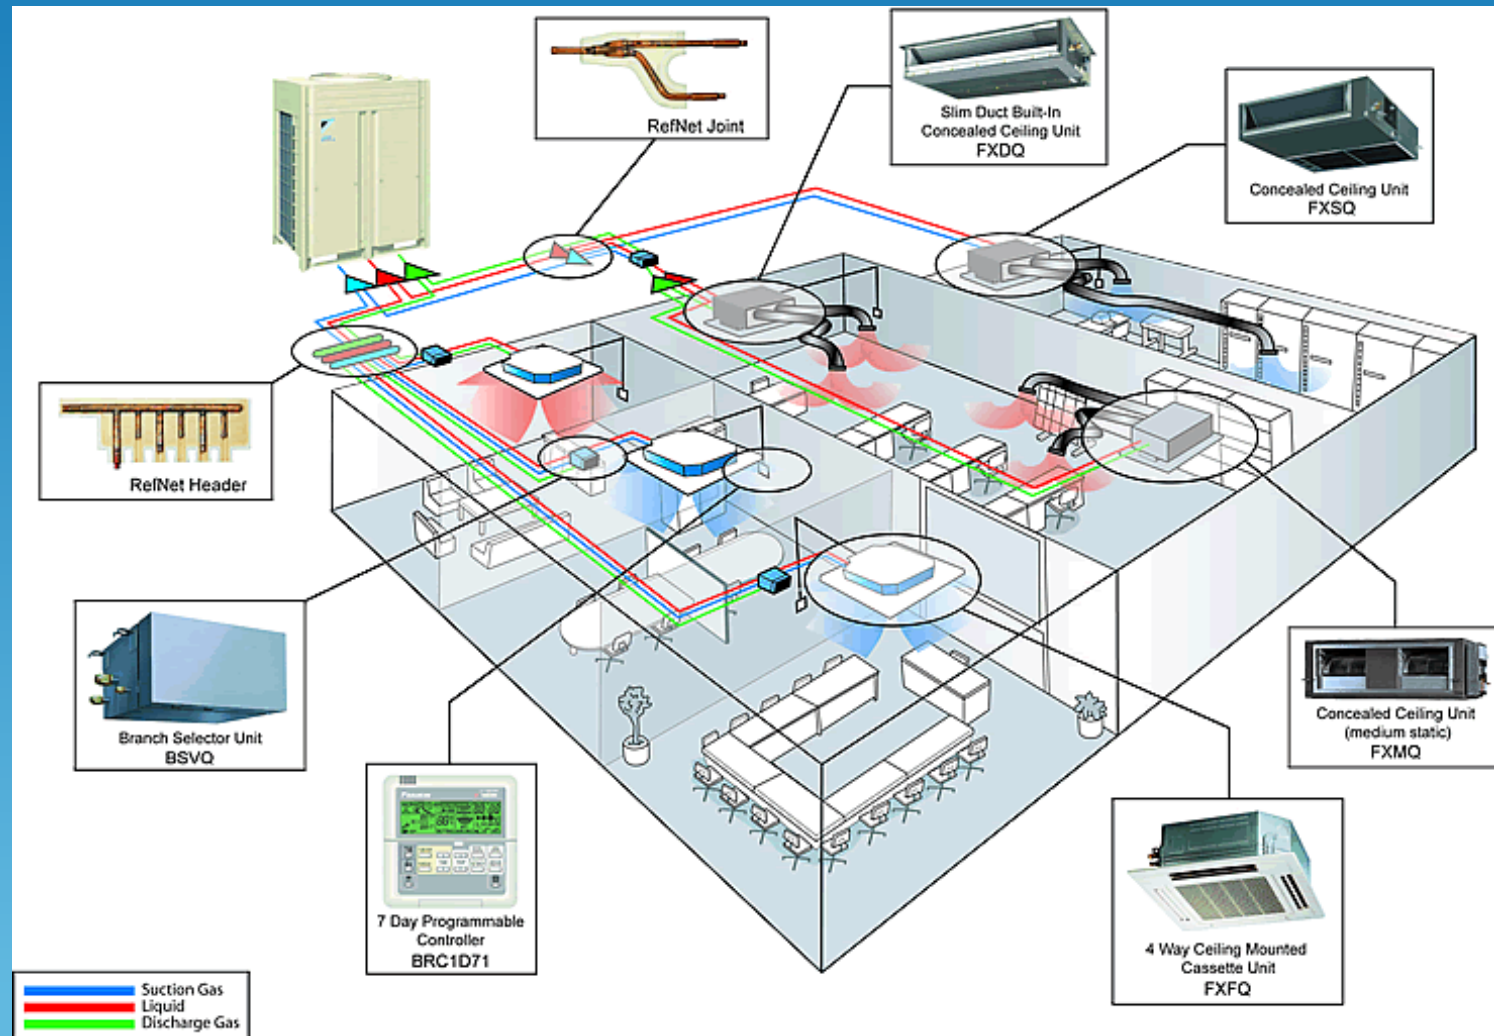 RefNet Joint
Slim Duct Built-In
Concealed Ceiling Unit
FXDQ
Concealed Ceiling Unit
FXSQ
RefNet Header
Branch Selector Unit
BSVQ
7 Day Programmable
Controller
BRC1D71
Concealed Ceiling Unit
(medium static)
FXMQ
4 Way Ceiling Mounted
Cassette Unit
FXFQ
Suction Gas
Liquid
Discharge Gas